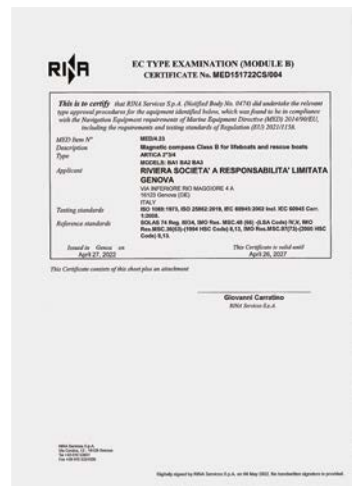 RINA
EC TYPE EXAMINATION (MODULE B)
CERTIFICATE No. MED151722CS/004
This is to certify that RINA Services S.p.A. (Notified Body No. 0474) did undertake the relevant
type approval procedures for the equipment identified below, which was found to be in compliance
with the Navigation Equipment requirements of Marine Equipment Directive (MED) 2014/90/EU,
including the requirements and testing standards of Regulation (EU) 2021/1158.
MED Item N° MED/4.23
Description Magnetic compass Class B for lifeboats and rescue boats
Type ARTICA 2"3/4
MODELS: BA1 BA2 BA3
Applicant RIVIERA SOCIETA' A RESPONSABILITA' LIMITATA
GENOVA
VIA INFERIORE RIO MAGGIORE 4 A
16122 Genova (GE)
ITALY
Testing standards ISO 1069:1973, ISO 25862:2019, IEC 60945:2002 Incl. IEC 60945 Corr.
1:2008.
Reference standards SOLAS 74 Reg. III/34, IMO Res. MSC.48 (66) -(LSA Code) IV,V, IMO
Res.MSC.36(63)-(1994 HSC Code) 8,13, IMO Res.MSC.97(73)-(2000 HSC
Code) 8,13.
Issued in Genoa on
April 27, 2022
This Certificate is valid until
April 26, 2027
This Certificate consists of this sheet plus an attachment
Giovanni Carratino
RINA Services S.p.A.
RINA Services S.p.A.
Digitally signed by RINA Services S.p.A. on 09 May 2022. No handwritten signature is provided.